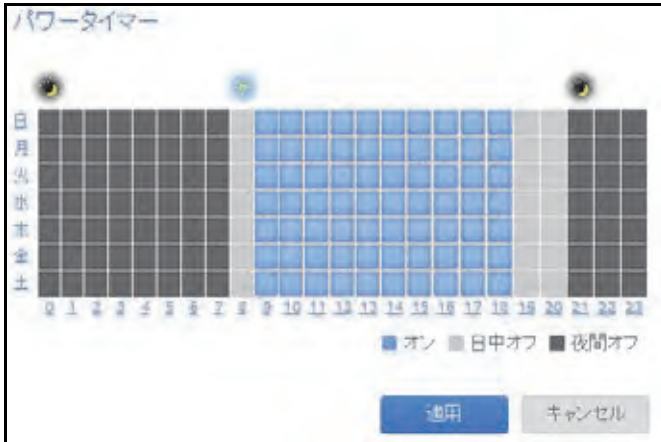 パワータイマー
日
月
火
水
木
金
土
0 1 2 3 4 5 6 7 8 9 10 11 12 13 14 15 16 17 18 19 20 21 22 23
オン 日中オフ 夜間オフ
適用 キャンセル